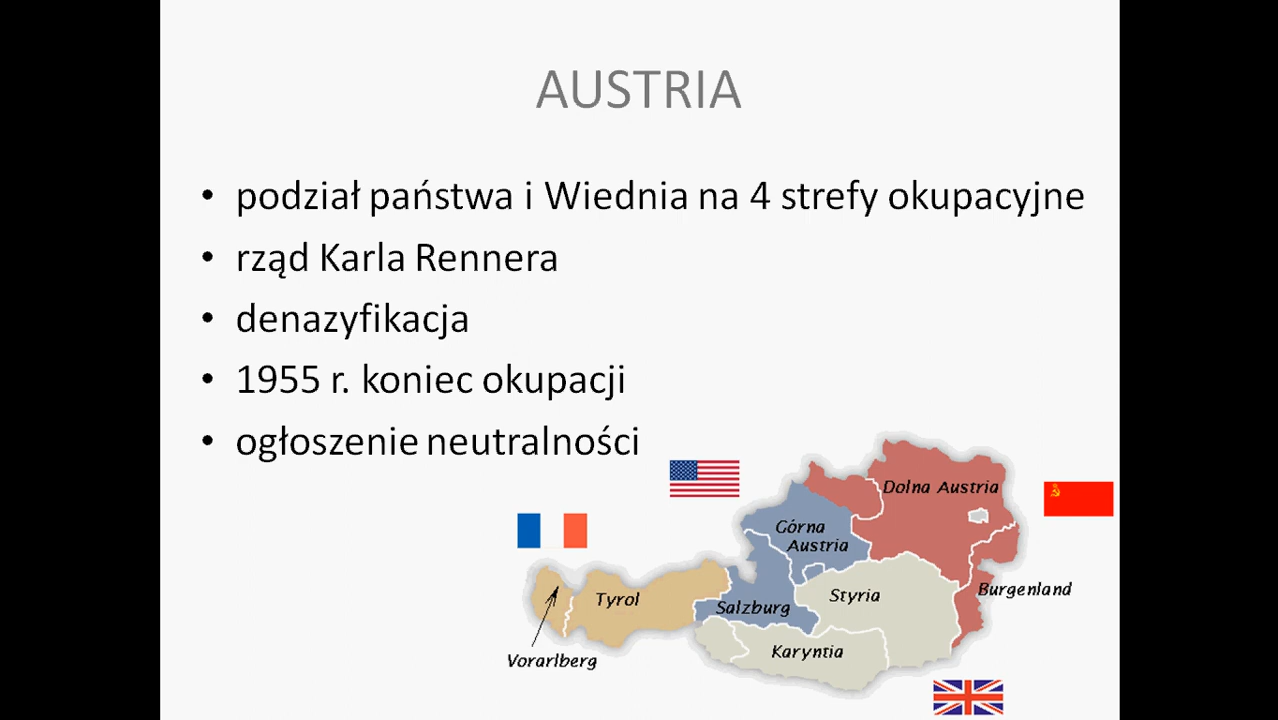 AUSTRIA
• podział państwa i Wiednia na 4 strefy okupacyjne
• rząd Karla Rennera
• denazyfikacja
• 1955 r. koniec okupacji
• ogłoszenie neutralności
Dolna Austria
Górna
Austria
Burgenland
Styria
Tyrol
Salzburg
Karyntia
Vorarlberg